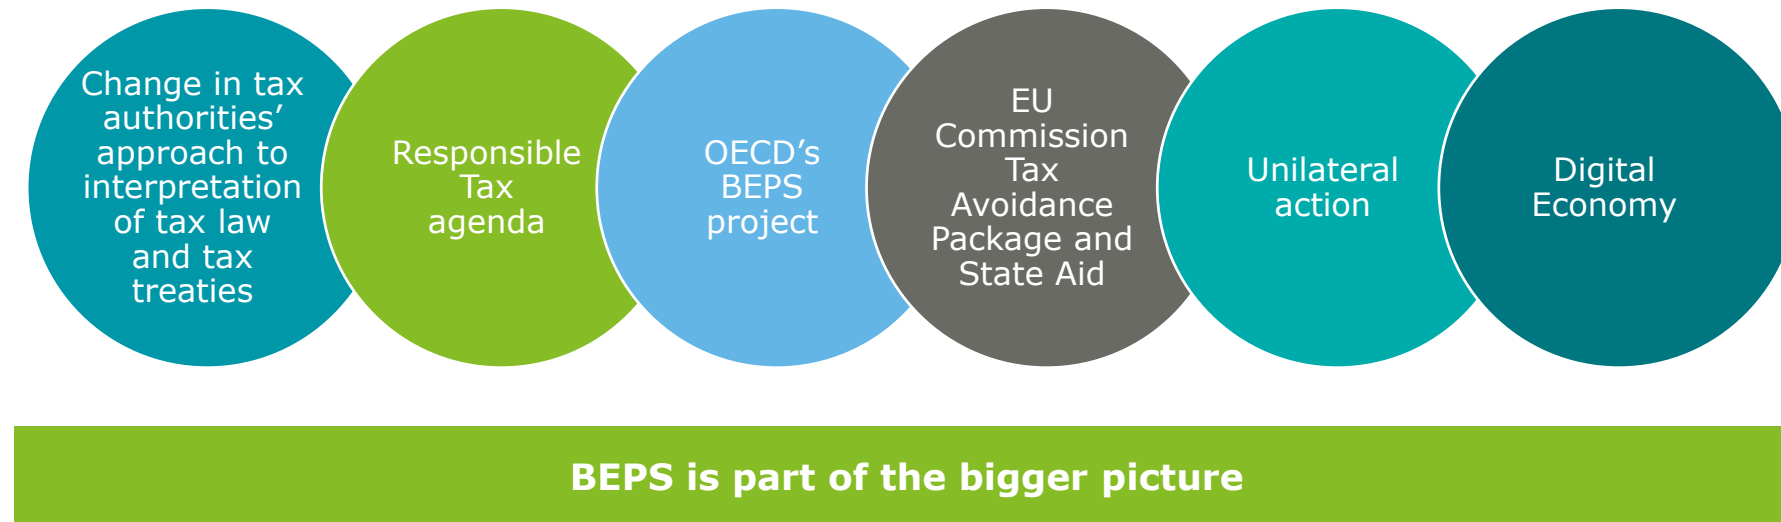 Change in tax
authorities’
approach to
interpretation
of tax law
and tax
treaties
Responsible
Tax
agenda
OECD’s
BEPS
project
EU
Commission
Tax
Avoidance
Package and
State Aid
Unilateral
action
Digital
Economy
BEPS is part of the bigger picture